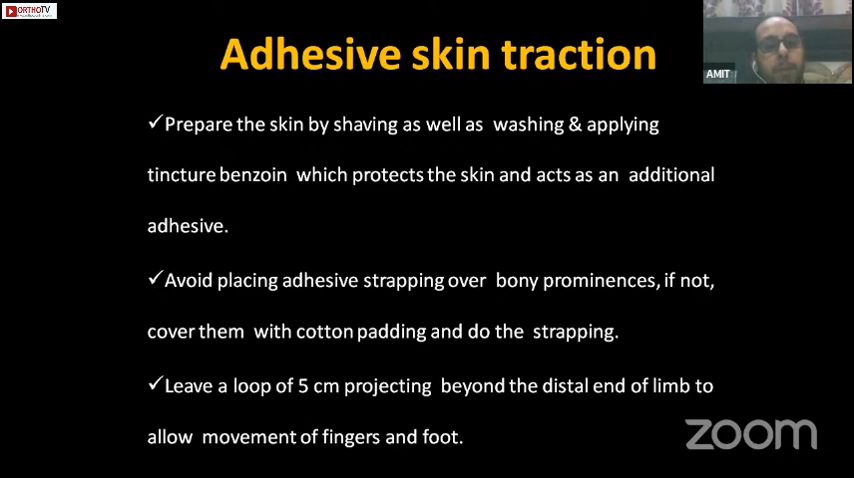 ORTHOTV
Adhesive skin traction
AMIT
✓Prepare the skin by shaving as well as washing & applying
tincture benzoin which protects the skin and acts as an additional
adhesive.
✓Avoid placing adhesive strapping over bony prominences, if not,
cover them with cotton padding and do the strapping.
✓Leave a loop of 5 cm projecting beyond the distal end of limb to
allow movement of fingers and foot.
zoom